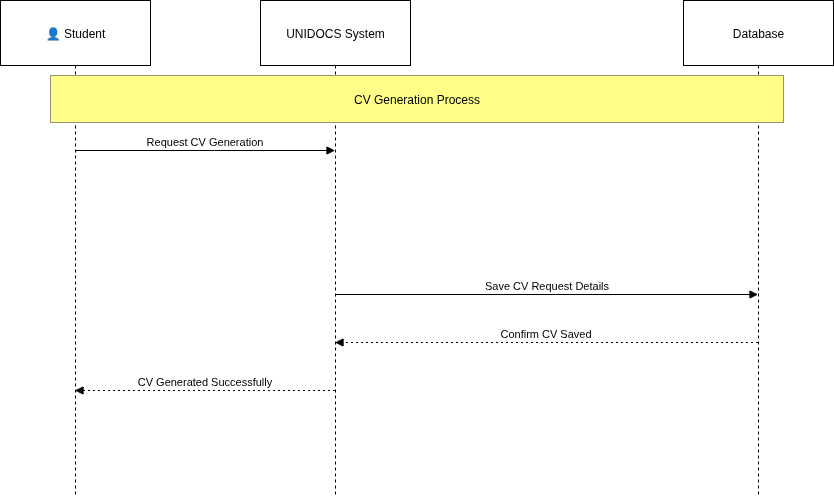 👤 Student
UNIDOCS System
Database
CV Generation Process
Request CV Generation
Save CV Request Details
Confirm CV Saved
CV Generated Successfully